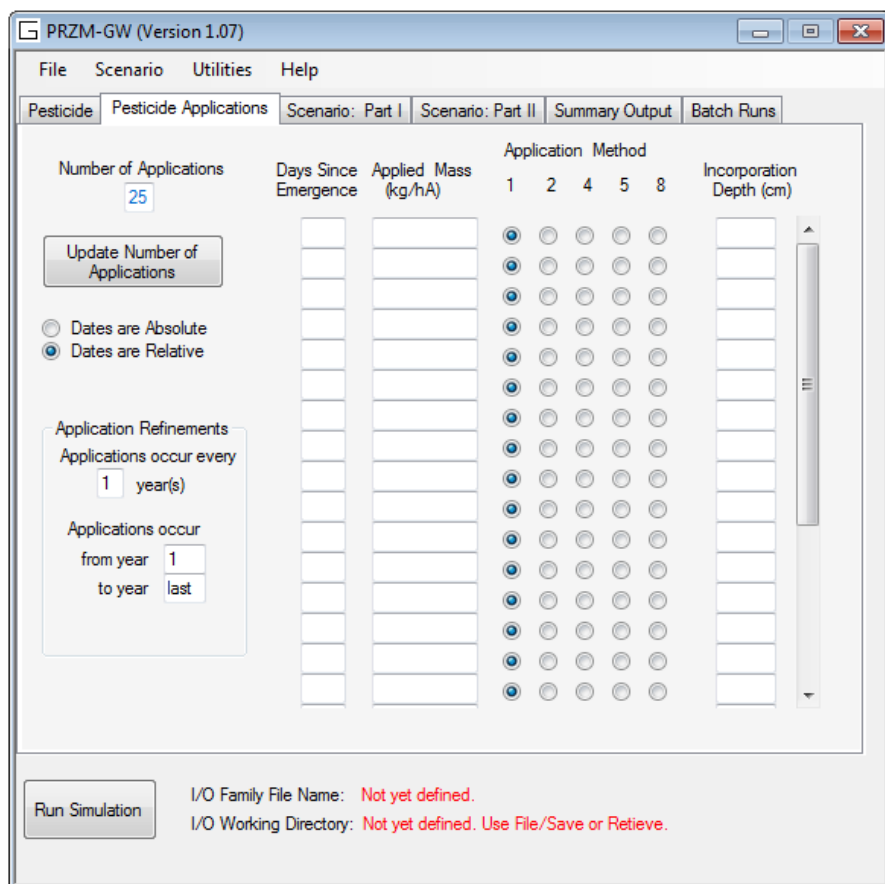 PRZM-GW (Version 1.07)
File Scenario Utilities Help
Pesticide Pesticide Applications Scenario: Part I Scenario: Part II Summary Output Batch Runs
Number of Applications
25
Update Number of
Applications
Dates are Absolute
Dates are Relative
Application Refinements
Applications occur every
1 year(s)
Applications occur
from year 1
to year last
Days Since
Emergence
Applied Mass
(kg/hA)
Application Method
1 2 4 5 8
Incorporation
Depth (cm)
Run Simulation
I/O Family File Name: Not yet defined.
I/O Working Directory: Not yet defined. Use File/Save or Retieve.